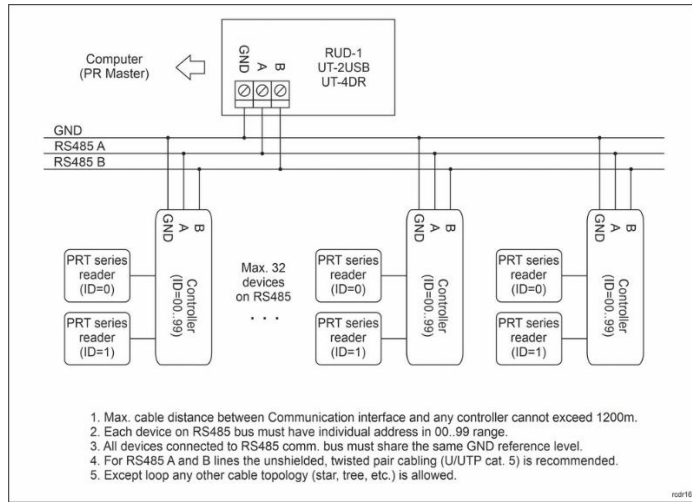 Computer
(PR Master)
GND
A
B
RUD-1
UT-2USB
UT-4DR
GND
RS485 A
RS485 B
GND
A
B
Controller
(ID=00..99)
PRT series
reader
(ID=0)
PRT series
reader
(ID=1)
Max. 32
devices
on RS485
. . .
GND
A
B
Controller
(ID=00..99)
PRT series
reader
(ID=0)
PRT series
reader
(ID=1)
GND
A
B
Controller
(ID=00..99)
PRT series
reader
(ID=0)
PRT series
reader
(ID=1)
1. Max. cable distance between Communication interface and any controller cannot exceed 1200m.
2. Each device on RS485 bus must have individual address in 00..99 range.
3. All devices connected to RS485 comm. bus must share the same GND reference level.
4. For RS485 A and B lines the unshielded, twisted pair cabling (U/UTP cat. 5) is recommended.
5. Except loop any other cable topology (star, tree, etc.) is allowed.
rcdr16